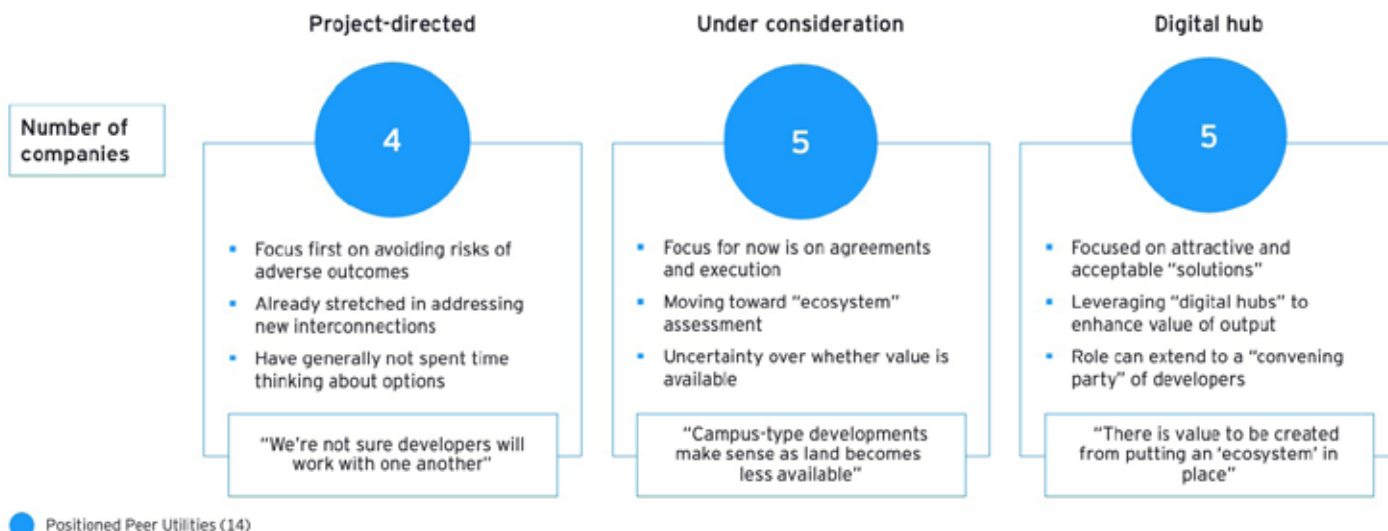 Project-directed
Under consideration
Digital hub
Number of
companies
4
5
5
▪ Focus first on avoiding risks of
adverse outcomes
▪ Already stretched in addressing
new interconnections
▪ Have generally not spent time
thinking about options
"We're not sure developers will
work with one another"
▪ Focus for now is on agreements
and execution
▪ Moving toward "ecosystem"
assessment
▪ Uncertainty over whether value is
available
"Campus-type developments
make sense as land becomes
less available"
▪ Focused on attractive and
acceptable "solutions"
▪ Leveraging "digital hubs" to
enhance value of output
▪ Role can extend to a "convening
party" of developers
"There is value to be created
from putting an 'ecosystem' in
place"
Positioned Peer Utilities (14)